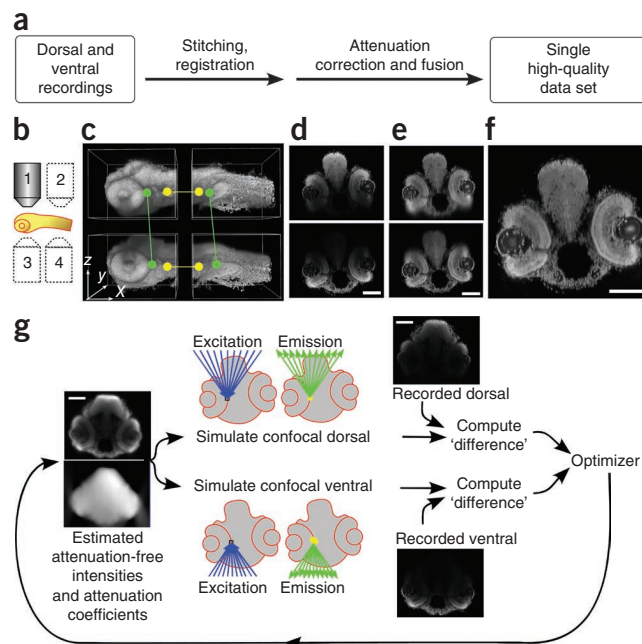 a
Dorsal and
ventral
recordings
Stitching,
registration
Attenuation
correction and fusion
Single
high-quality
data set
b
1
2
3
4
c
z
y
x
d
e
f
g
Excitation
Emission
Simulate confocal dorsal
Recorded dorsal
Compute
'difference'
Optimizer
Simulate confocal ventral
Compute
'difference'
Recorded ventral
Excitation
Emission
Estimated
attenuation-free
intensities
and attenuation
coefficients